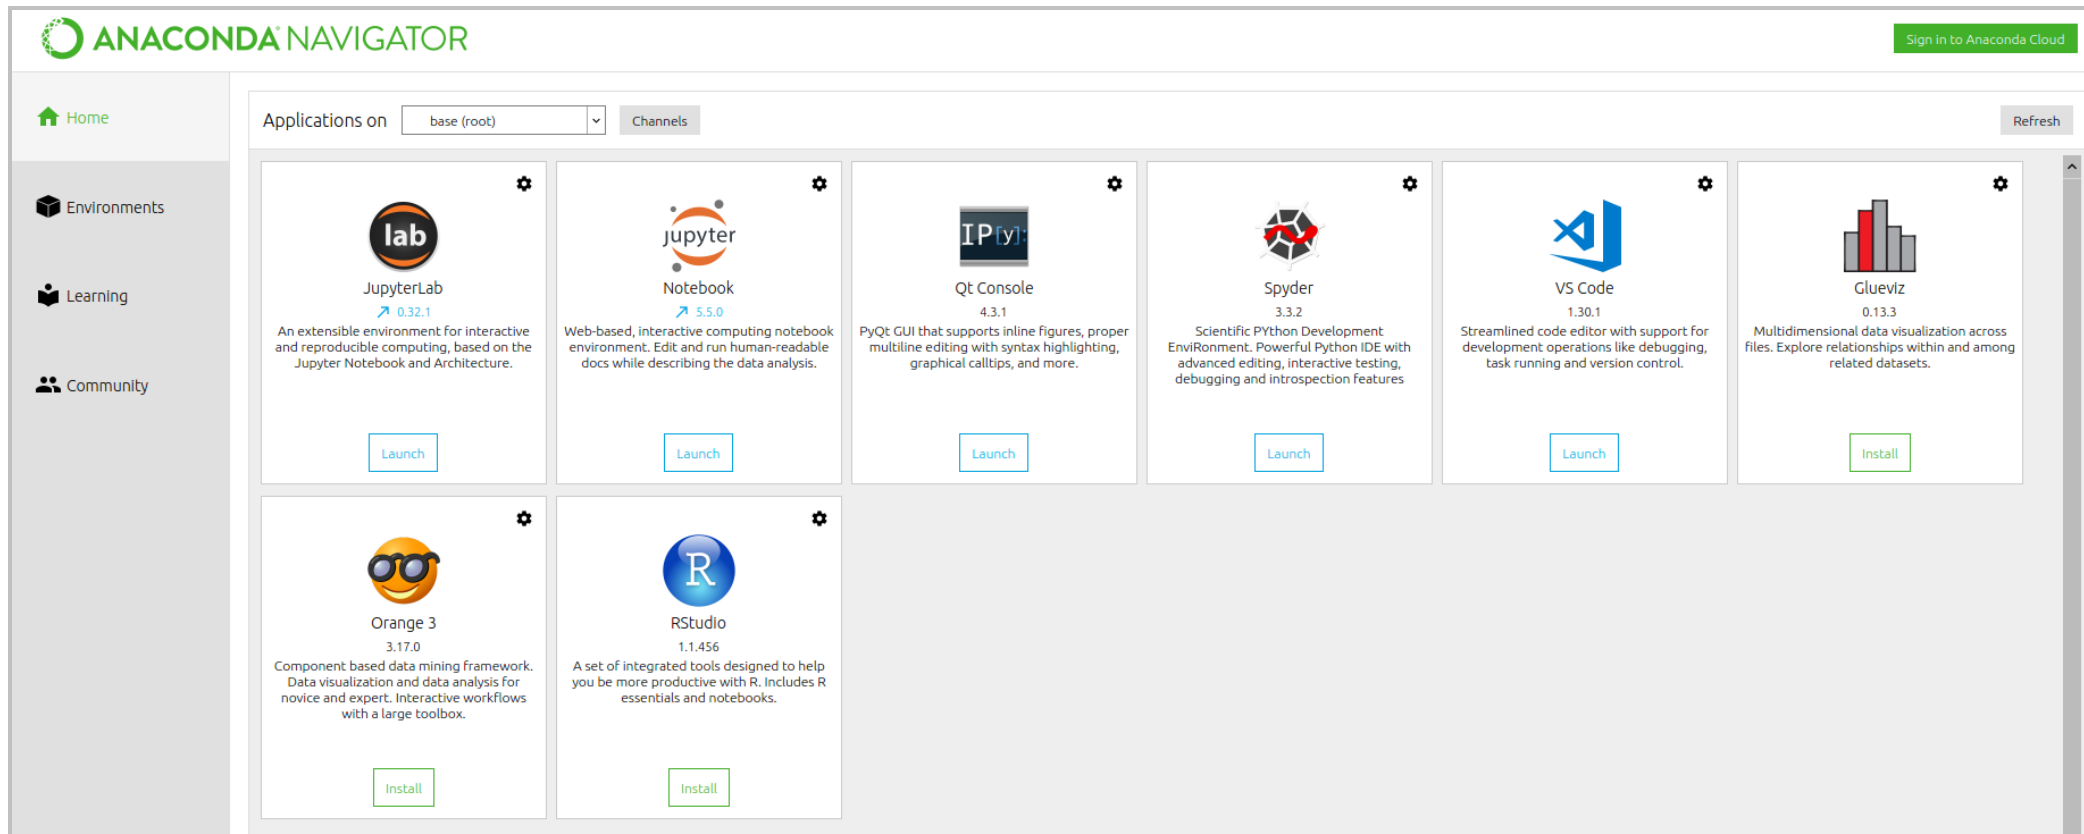 ANACONDA NAVIGATOR
Sign in to Anaconda Cloud
Home
Environments
Learning
Community
Applications on
base (root)
Channels
Refresh
lab
JupyterLab
0.32.1
An extensible environment for interactive
and reproducible computing, based on the
Jupyter Notebook and Architecture.
Launch
jupyter
Notebook
5.5.0
Web-based, interactive computing notebook
environment. Edit and run human-readable
docs while describing the data analysis.
Launch
IP[y]:
Qt Console
4.3.1
PyQt GUI that supports inline figures, proper
multiline editing with syntax highlighting,
graphical calltips, and more.
Launch
Spyder
3.3.2
Scientific PYthon Development
EnviRonment. Powerful Python IDE with
advanced editing, interactive testing,
debugging and introspection features
Launch
VS Code
1.30.1
Streamlined code editor with support for
development operations like debugging,
task running and version control.
Launch
Glueviz
0.13.3
Multidimensional data visualization across
files. Explore relationships within and among
related datasets.
Install
Orange 3
3.17.0
Component based data mining framework.
Data visualization and data analysis for
novice and expert. Interactive workflows
with a large toolbox.
Install
R
RStudio
1.1.456
A set of integrated tools designed to help
you be more productive with R. Includes R
essentials and notebooks.
Install